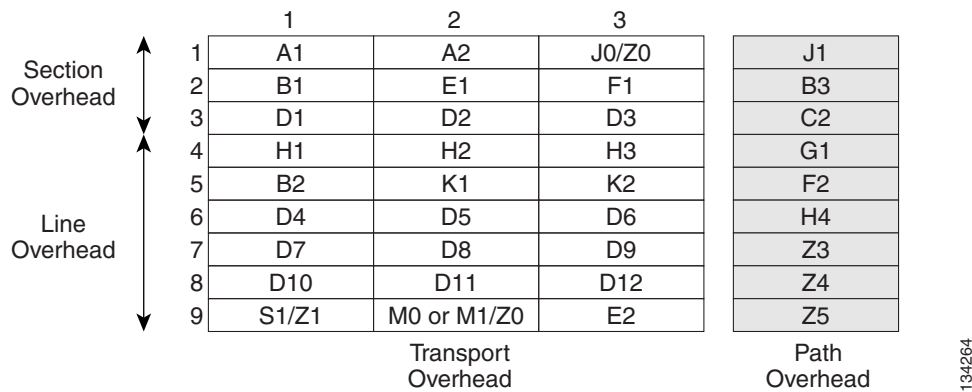 1 2 3
Section
Overhead
1 A1 A2 J0/Z0 J1
2 B1 E1 F1 B3
3 D1 D2 D3 C2
Line
Overhead
4 H1 H2 H3 G1
5 B2 K1 K2 F2
6 D4 D5 D6 H4
7 D7 D8 D9 Z3
8 D10 D11 D12 Z4
9 S1/Z1 M0 or M1/Z0 E2 Z5
Transport
Overhead
Path
Overhead
134264